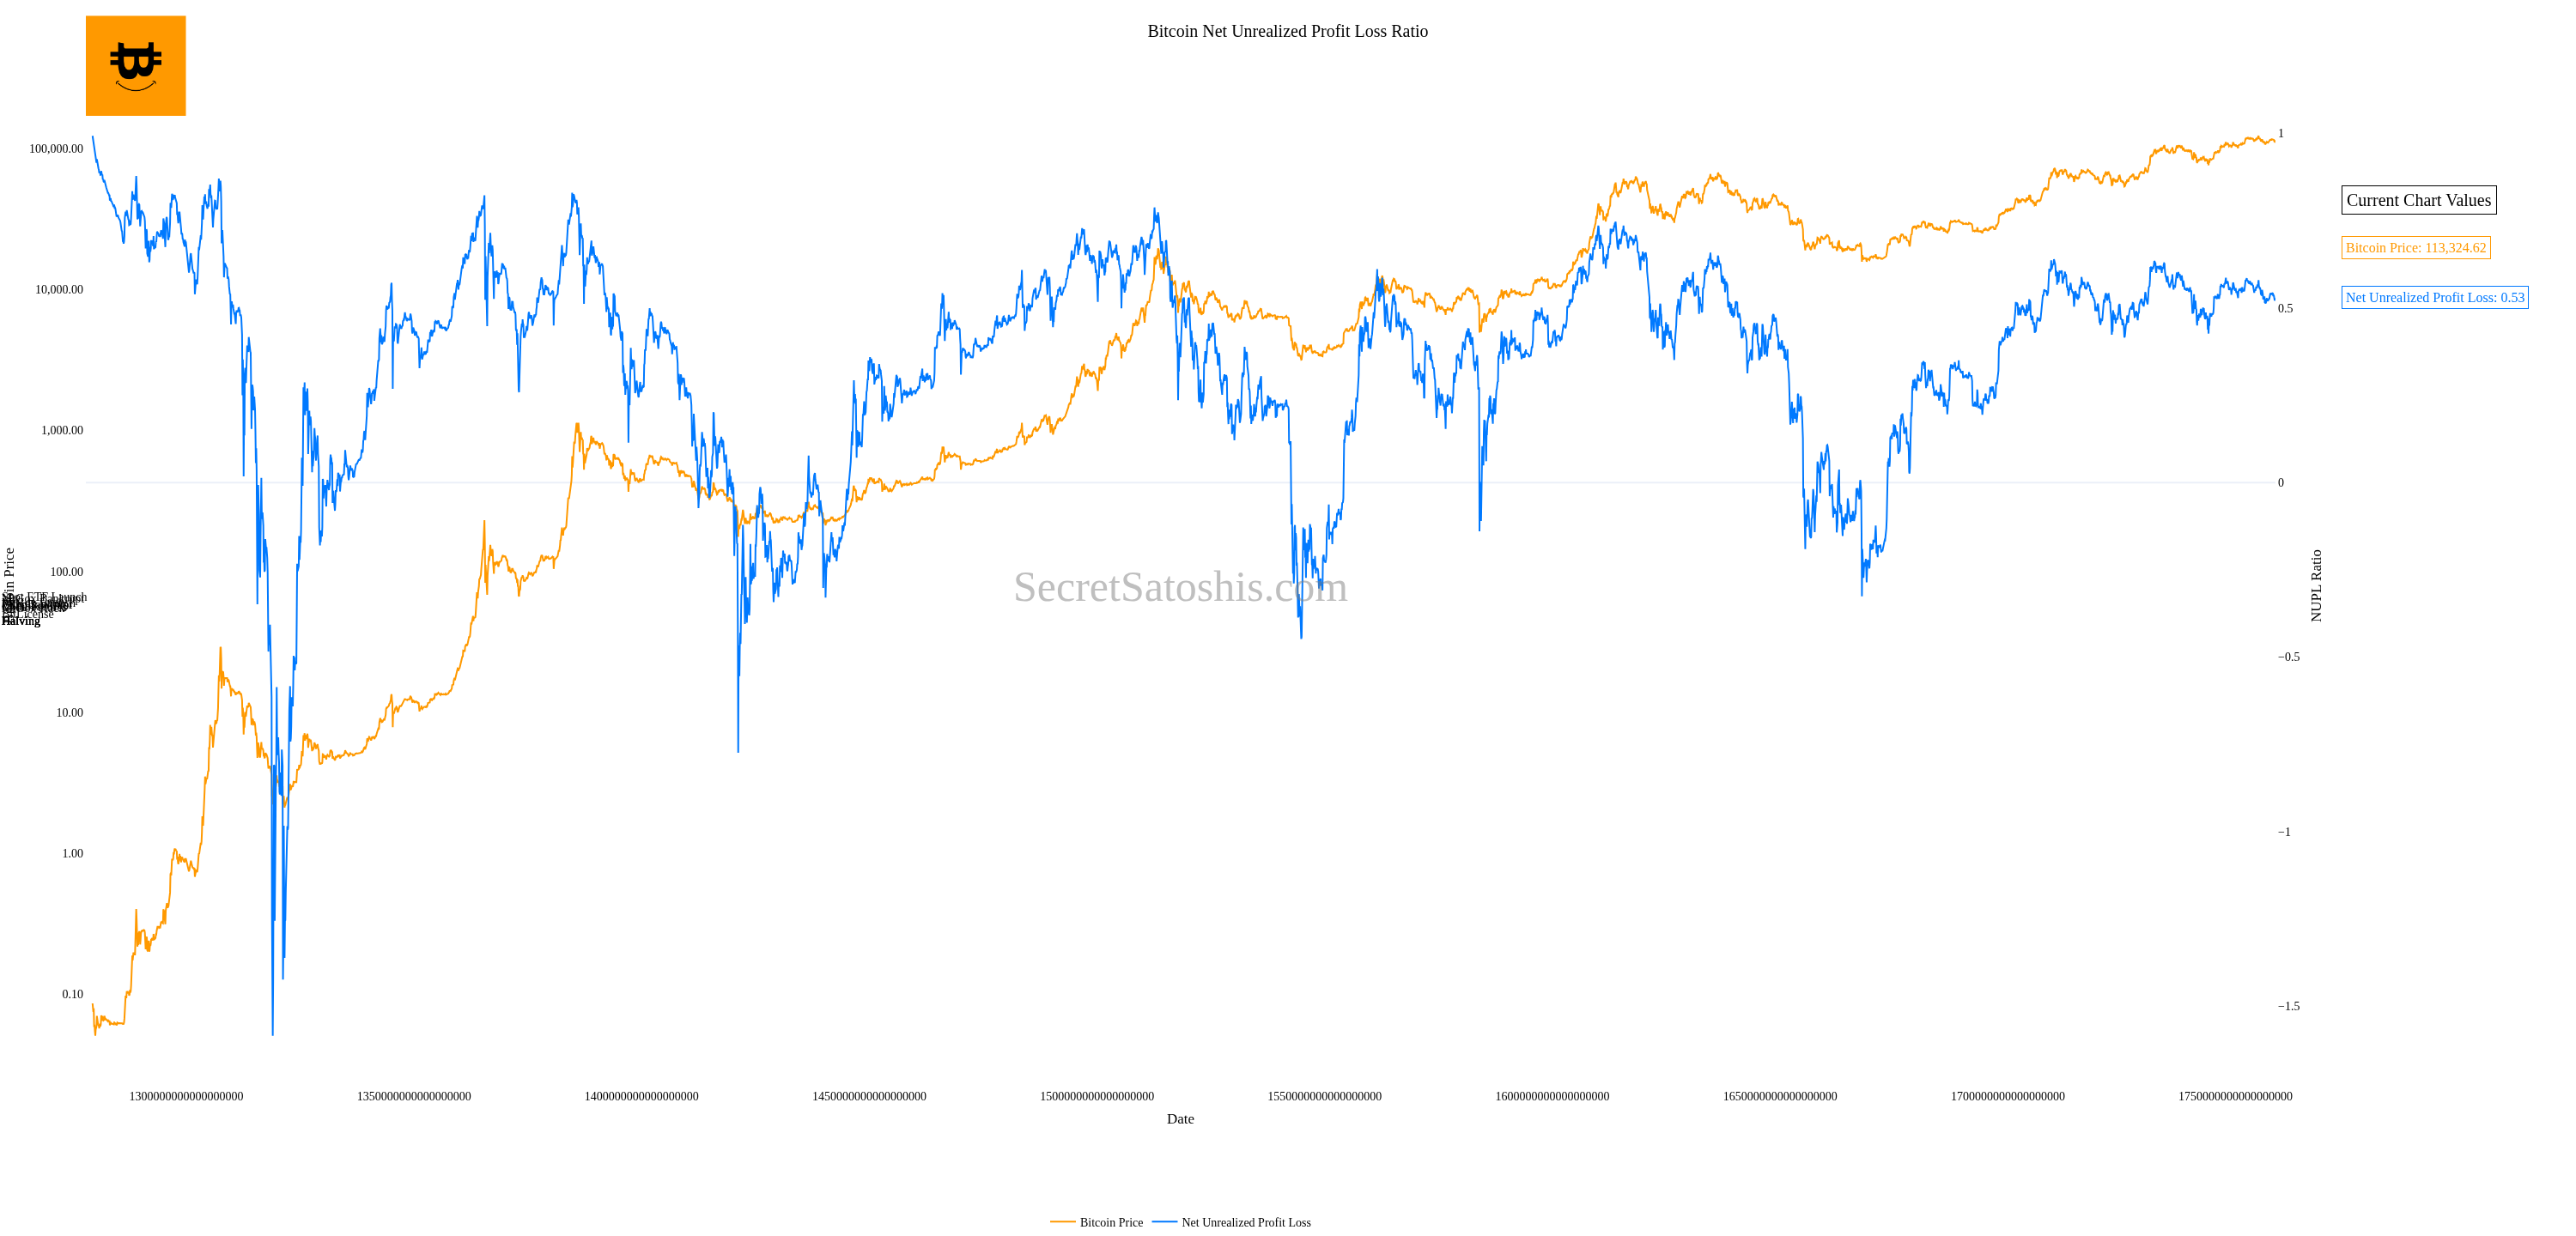 Bitcoin Net Unrealized Profit Loss Ratio
100,000.00
10,000.00
1,000.00
100.00
10.00
1.00
0.10
1
0.5
0
−0.5
−1
−1.5
Current Chart Values
Bitcoin Price: 113,324.62
Net Unrealized Profit Loss: 0.53
SecretSatoshis.com
NUPL Ratio
Halving
1300000000000000000
1350000000000000000
1400000000000000000
1450000000000000000
1500000000000000000
1550000000000000000
1600000000000000000
1650000000000000000
1700000000000000000
1750000000000000000
Date
Bitcoin Price
Net Unrealized Profit Loss